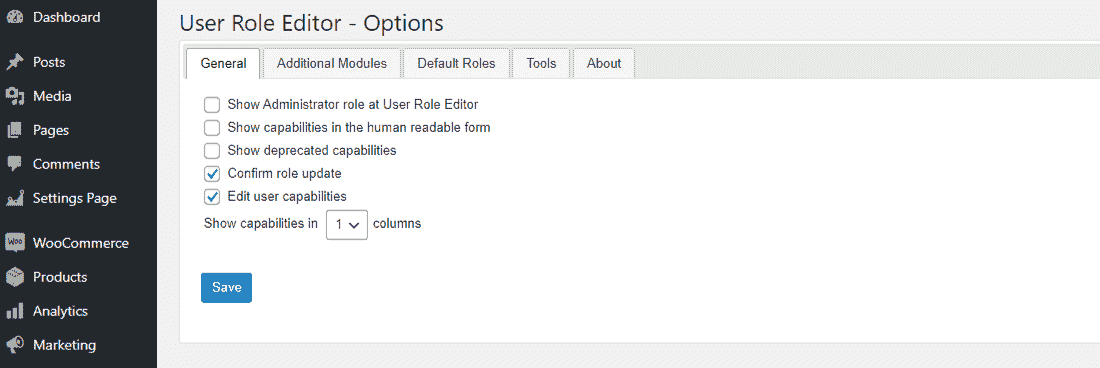 Dashboard
Posts
Media
Pages
Comments
Settings Page
Woo WooCommerce
Products
Analytics
Marketing
User Role Editor - Options
General Additional Modules Default Roles Tools About
Show Administrator role at User Role Editor
Show capabilities in the human readable form
Show deprecated capabilities
Confirm role update
Edit user capabilities
Show capabilities in 1 columns
Save